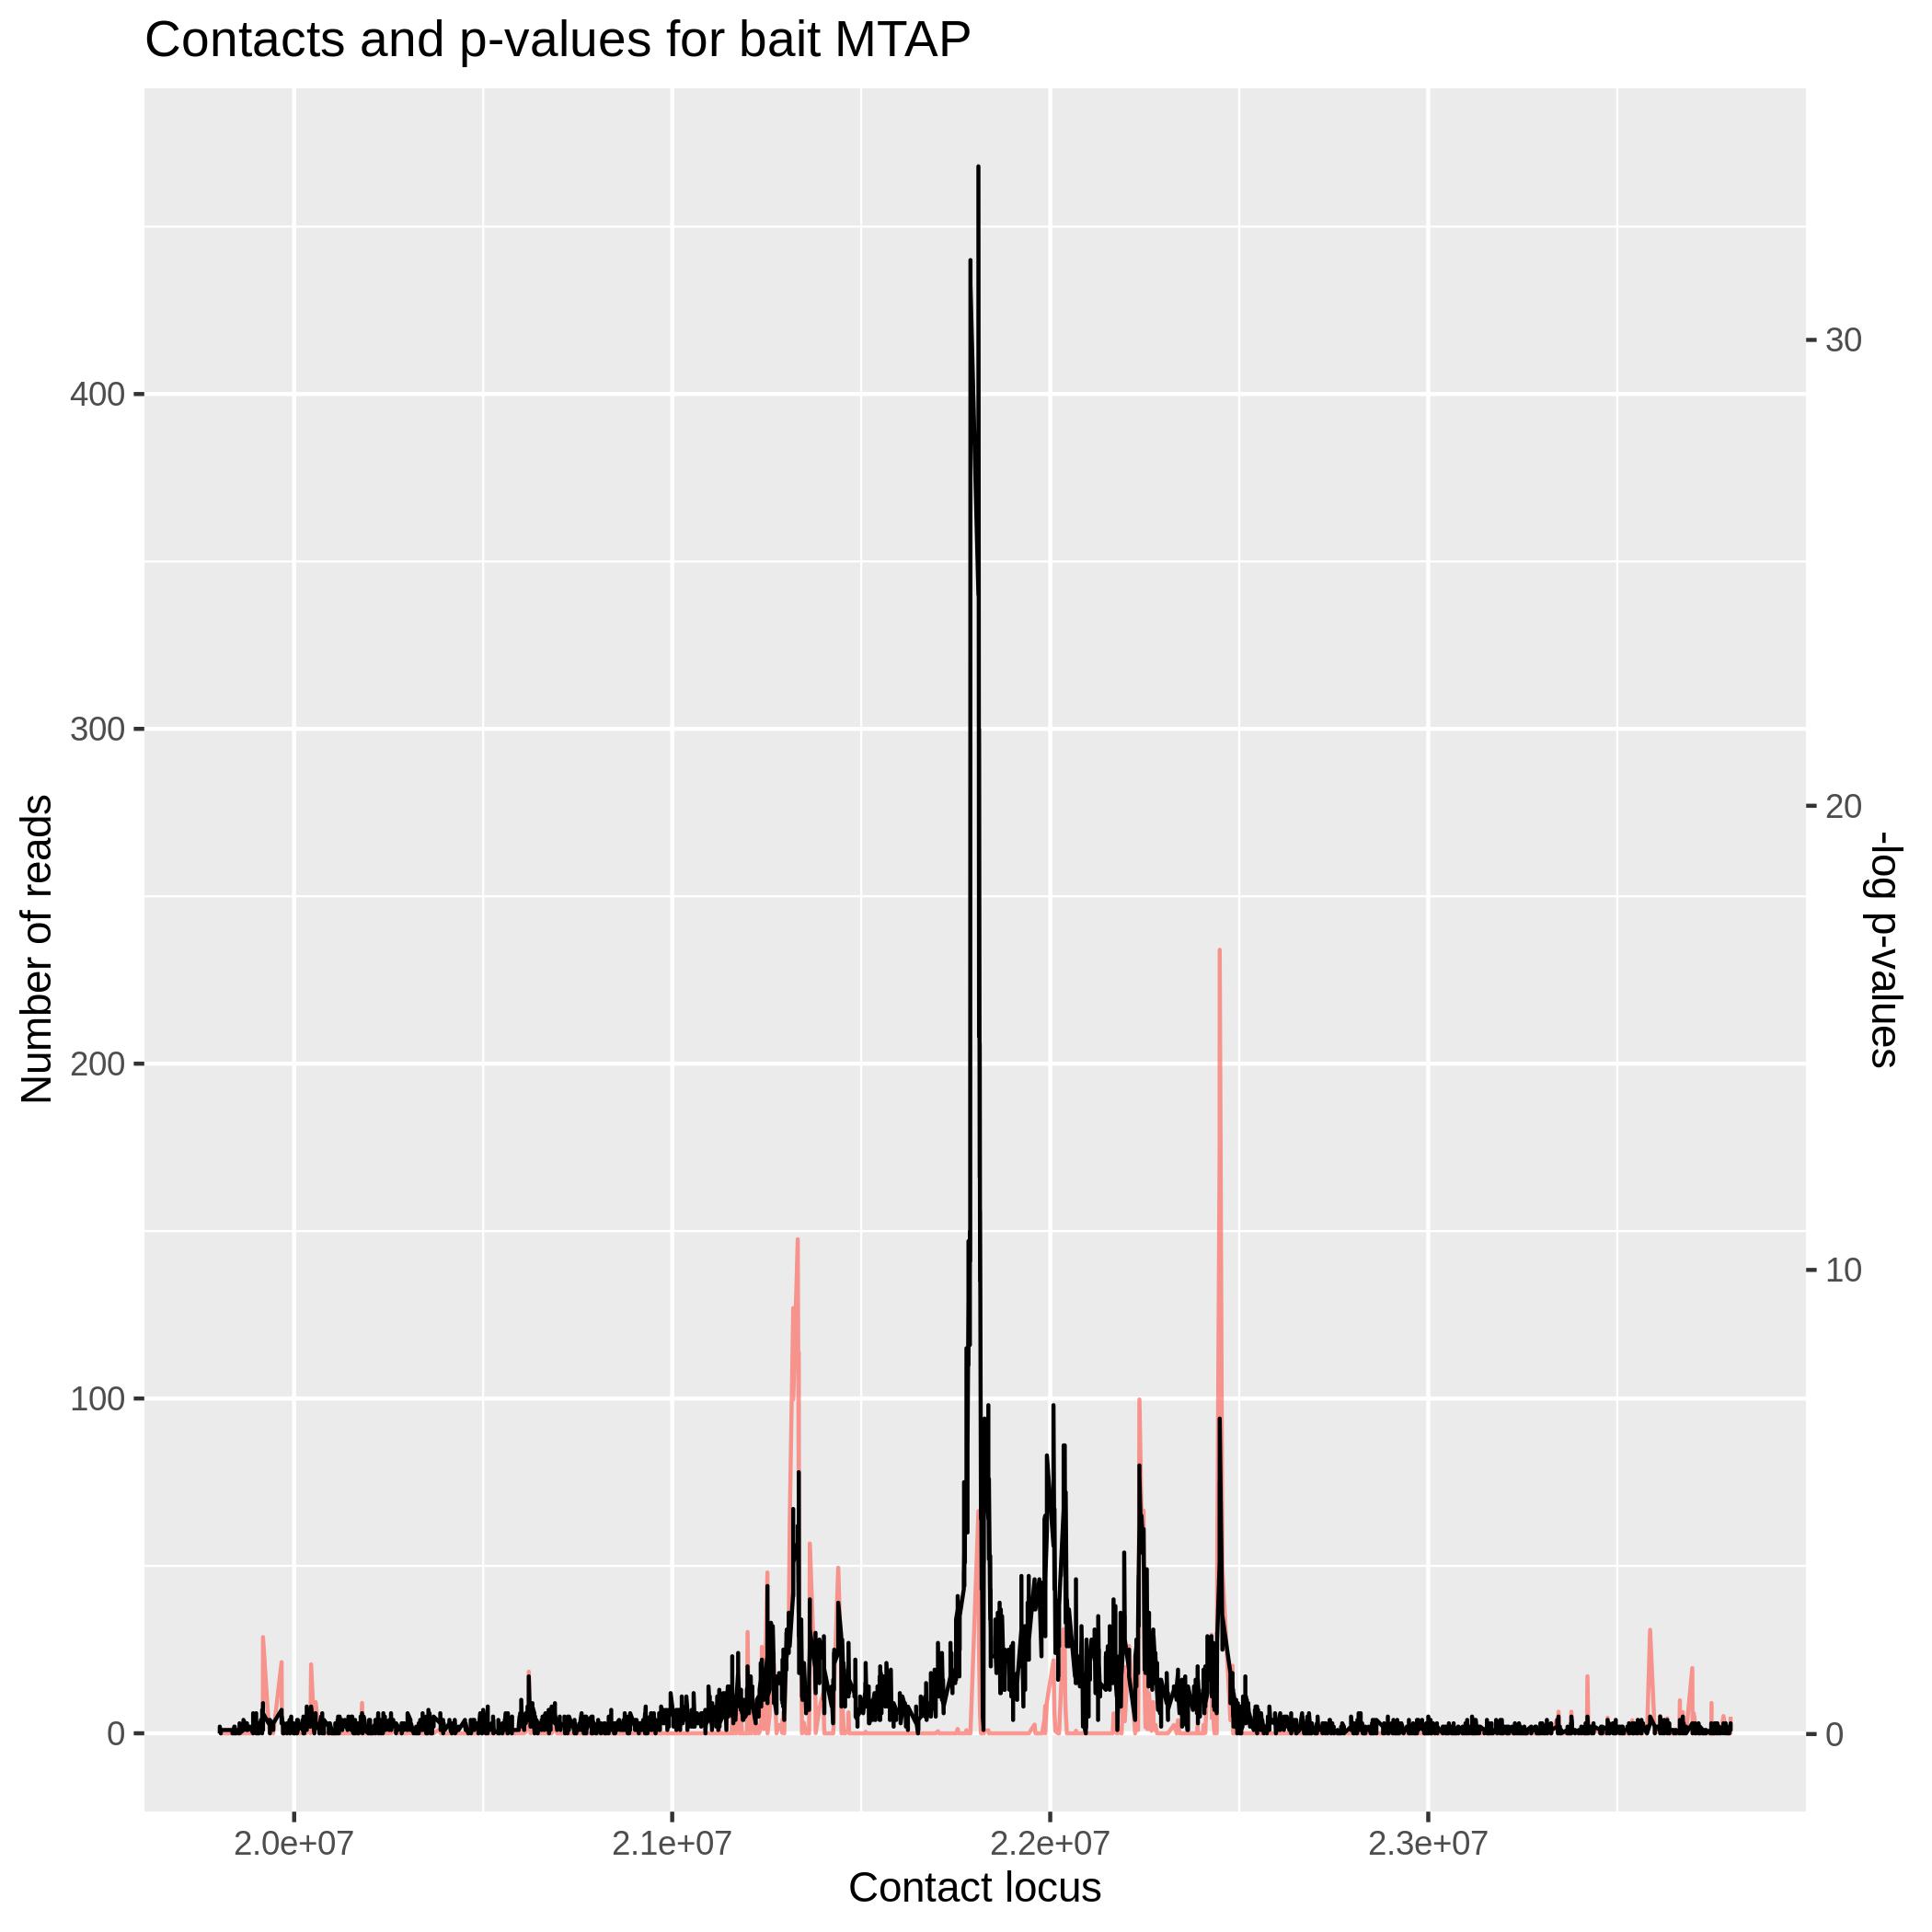 Contacts and p-values for bait MTAP
Number of reads
400
300
200
100
0
30
20
10
0
-log p-values
2.0e+07
2.1e+07
2.2e+07
2.3e+07
Contact locus